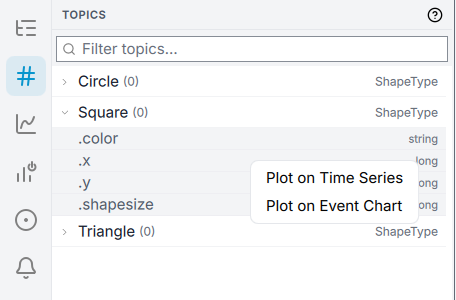 TOPICS
Filter topics...
Circle (0) ShapeType
Square (0) ShapeType
.color string
.x long
Plot on Time Series
.y
.shapesize
Plot on Event Chart
Triangle (0) ShapeType